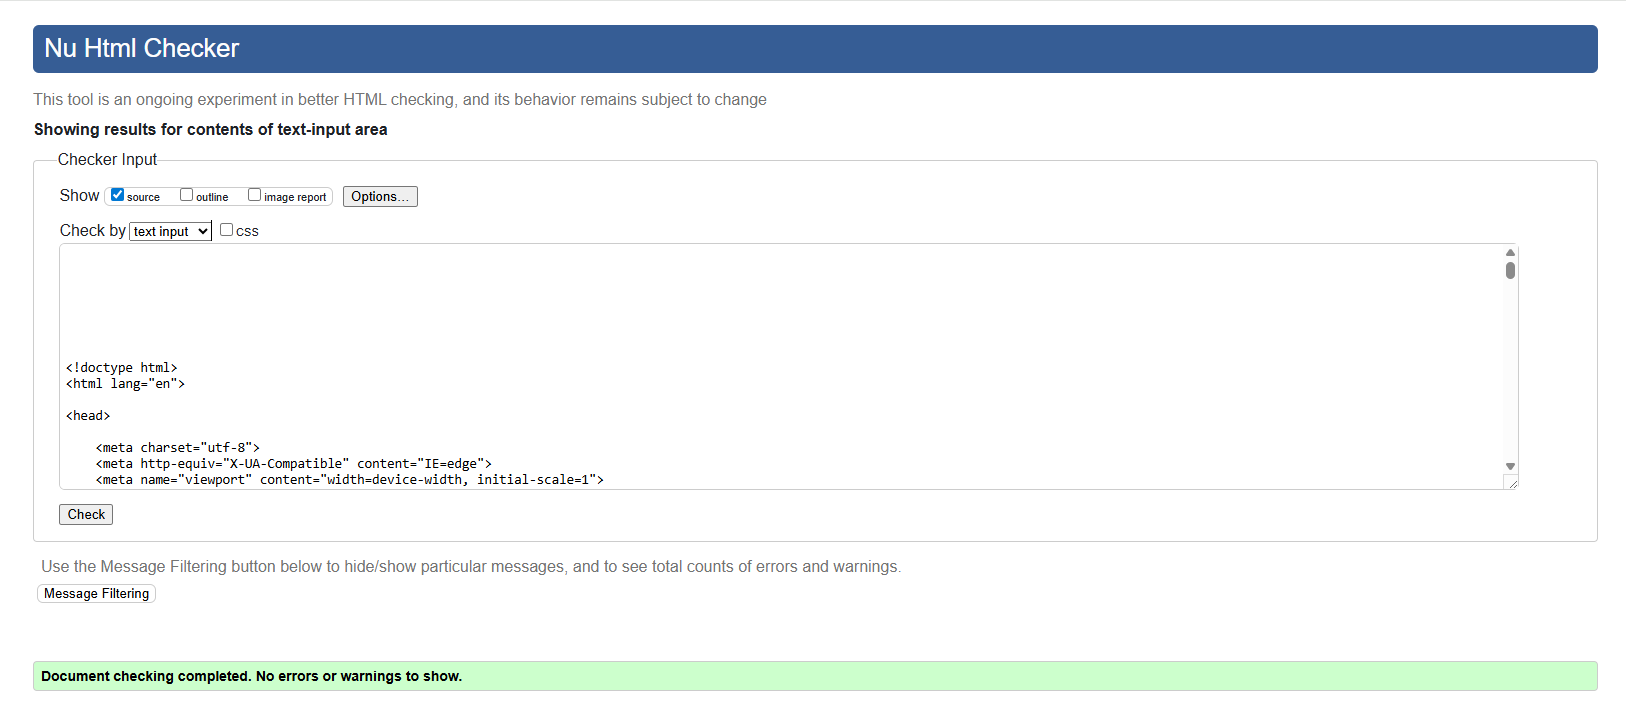 Nu Html Checker
This tool is an ongoing experiment in better HTML checking, and its behavior remains subject to change
Showing results for contents of text-input area
Checker Input
Show source outline image report Options...
Check by text input css
<!doctype html>
<html lang="en">
<head>
<meta charset="utf-8">
<meta http-equiv="X-UA-Compatible" content="IE=edge">
<meta name="viewport" content="width=device-width, initial-scale=1">
Check
Use the Message Filtering button below to hide/show particular messages, and to see total counts of errors and warnings.
Message Filtering
Document checking completed. No errors or warnings to show.